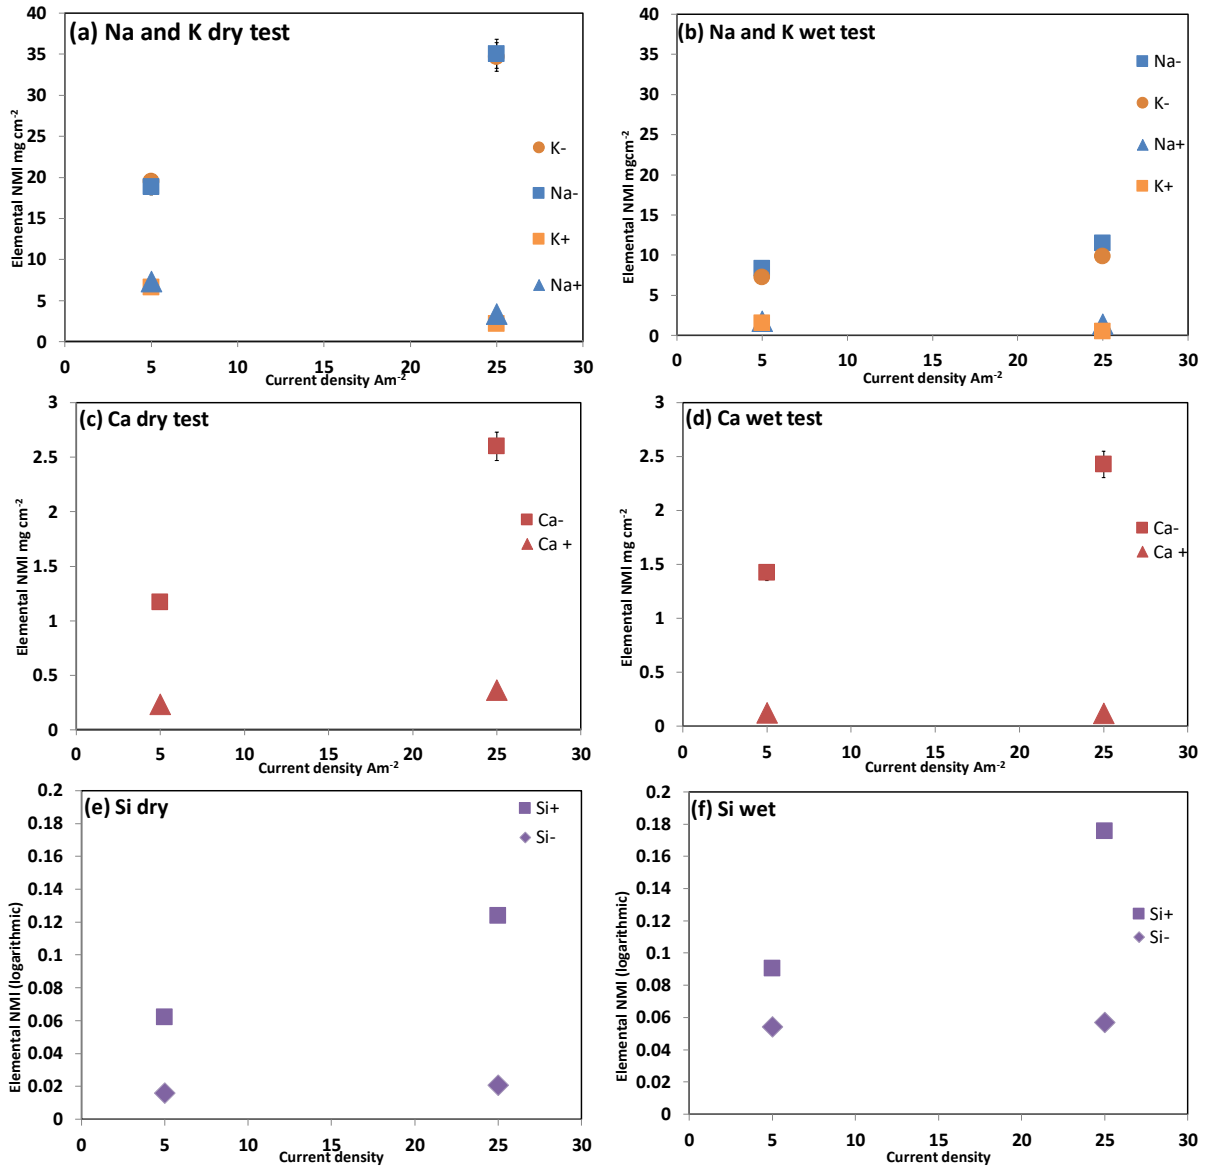 (a) Na and K dry test
Elemental NMI mg cm-2
40
35
30
25
20
15
10
5
0
0 5 10 15 20 25 30
Current density Am-2
K-
Na-
K+
Na+
(b) Na and K wet test
Elemental NMI mgcm-2
40
35
30
25
20
15
10
5
0
0 5 10 15 20 25 30
Current density Am-2
Na-
K-
Na+
K+
(c) Ca dry test
Elemental NMI mg cm-2
3
2.5
2
1.5
1
0.5
0
0 5 10 15 20 25 30
Current density Am-2
Ca-
Ca +
(d) Ca wet test
Elemental NMI mg cm-2
3
2.5
2
1.5
1
0.5
0
0 5 10 15 20 25 30
Current density Am-2
Ca-
Ca +
(e) Si dry
Elemental NMI (logarithmic)
0.2
0.18
0.16
0.14
0.12
0.1
0.08
0.06
0.04
0.02
0
0 5 10 15 20 25 30
Current density
Si+
Si-
(f) Si wet
Elemental NMI (logarithmic)
0.2
0.18
0.16
0.14
0.12
0.1
0.08
0.06
0.04
0.02
0
0 5 10 15 20 25 30
Current density
Si+
Si-